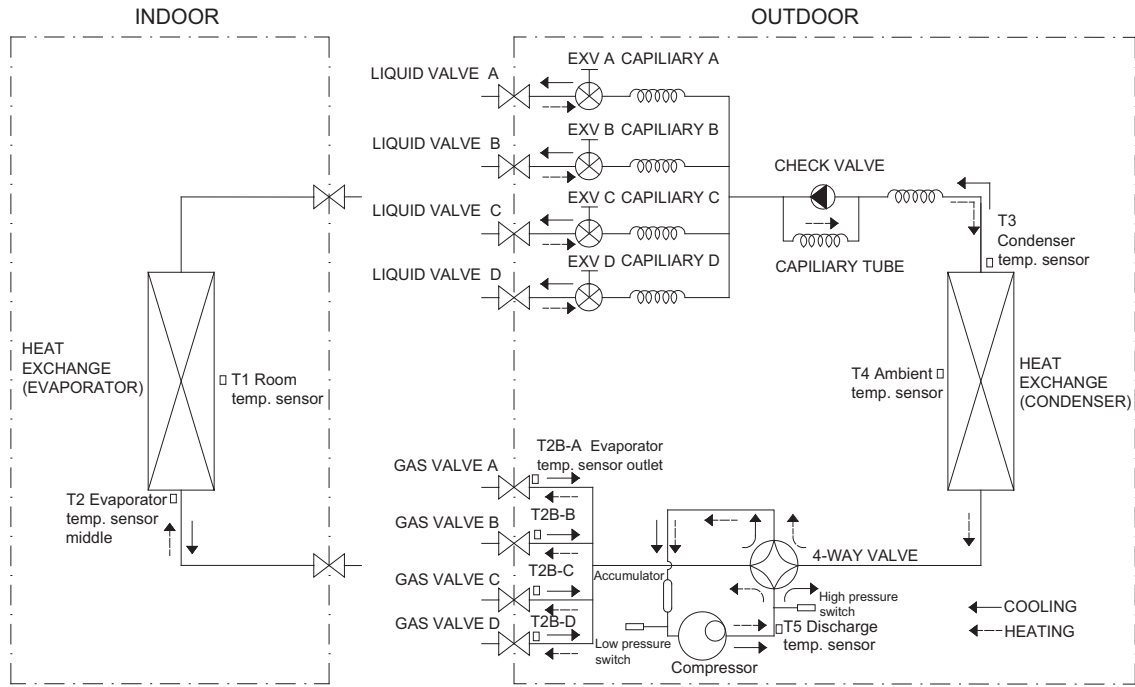 INDOOR
OUTDOOR
EXV A CAPILIARY A
LIQUID VALVE A
EXV B CAPILIARY B
LIQUID VALVE B
CHECK VALVE
EXV C CAPILIARY C
LIQUID VALVE C
T3
Condenser
temp. sensor
EXV D CAPILIARY D
LIQUID VALVE D
CAPILIARY TUBE
HEAT
EXCHANGE
(EVAPORATOR)
T1 Room
temp. sensor
T4 Ambient
temp. sensor
HEAT
EXCHANGE
(CONDENSER)
T2B-A Evaporator
temp. sensor outlet
GAS VALVE A
T2 Evaporator
temp. sensor
middle
T2B-B
GAS VALVE B
4-WAY VALVE
T2B-C
Accumulator
GAS VALVE C
High pressure
switch
COOLING
T2B-D
GAS VALVE D
T5 Discharge
temp. sensor
HEATING
Low pressure
switch
Compressor